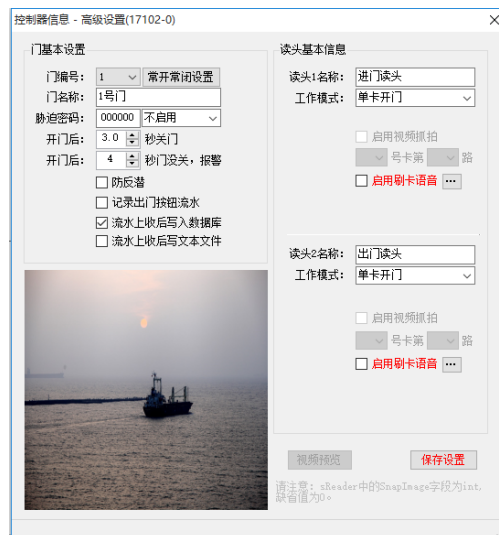 控制器信息 - 高级设置(17102-0)
门基本设置
门编号： 1 常开常闭设置
门名称： 1号门
胁迫密码： 000000 不启用
开门后： 3.0 秒关门
开门后： 4 秒门没关，报警
防反潜
记录出门按钮流水
流水上收后写入数据库
流水上收后写文本文件
读头基本信息
读头1名称： 进门读头
工作模式： 单卡开门
启用视频抓拍
号卡第 路
启用刷卡语音 ...
读头2名称： 出门读头
工作模式： 单卡开门
启用视频抓拍
号卡第 路
启用刷卡语音 ...
视频预览 保存设置
请注意：sReader中的SnapImage字段为int,
缺省值为0。